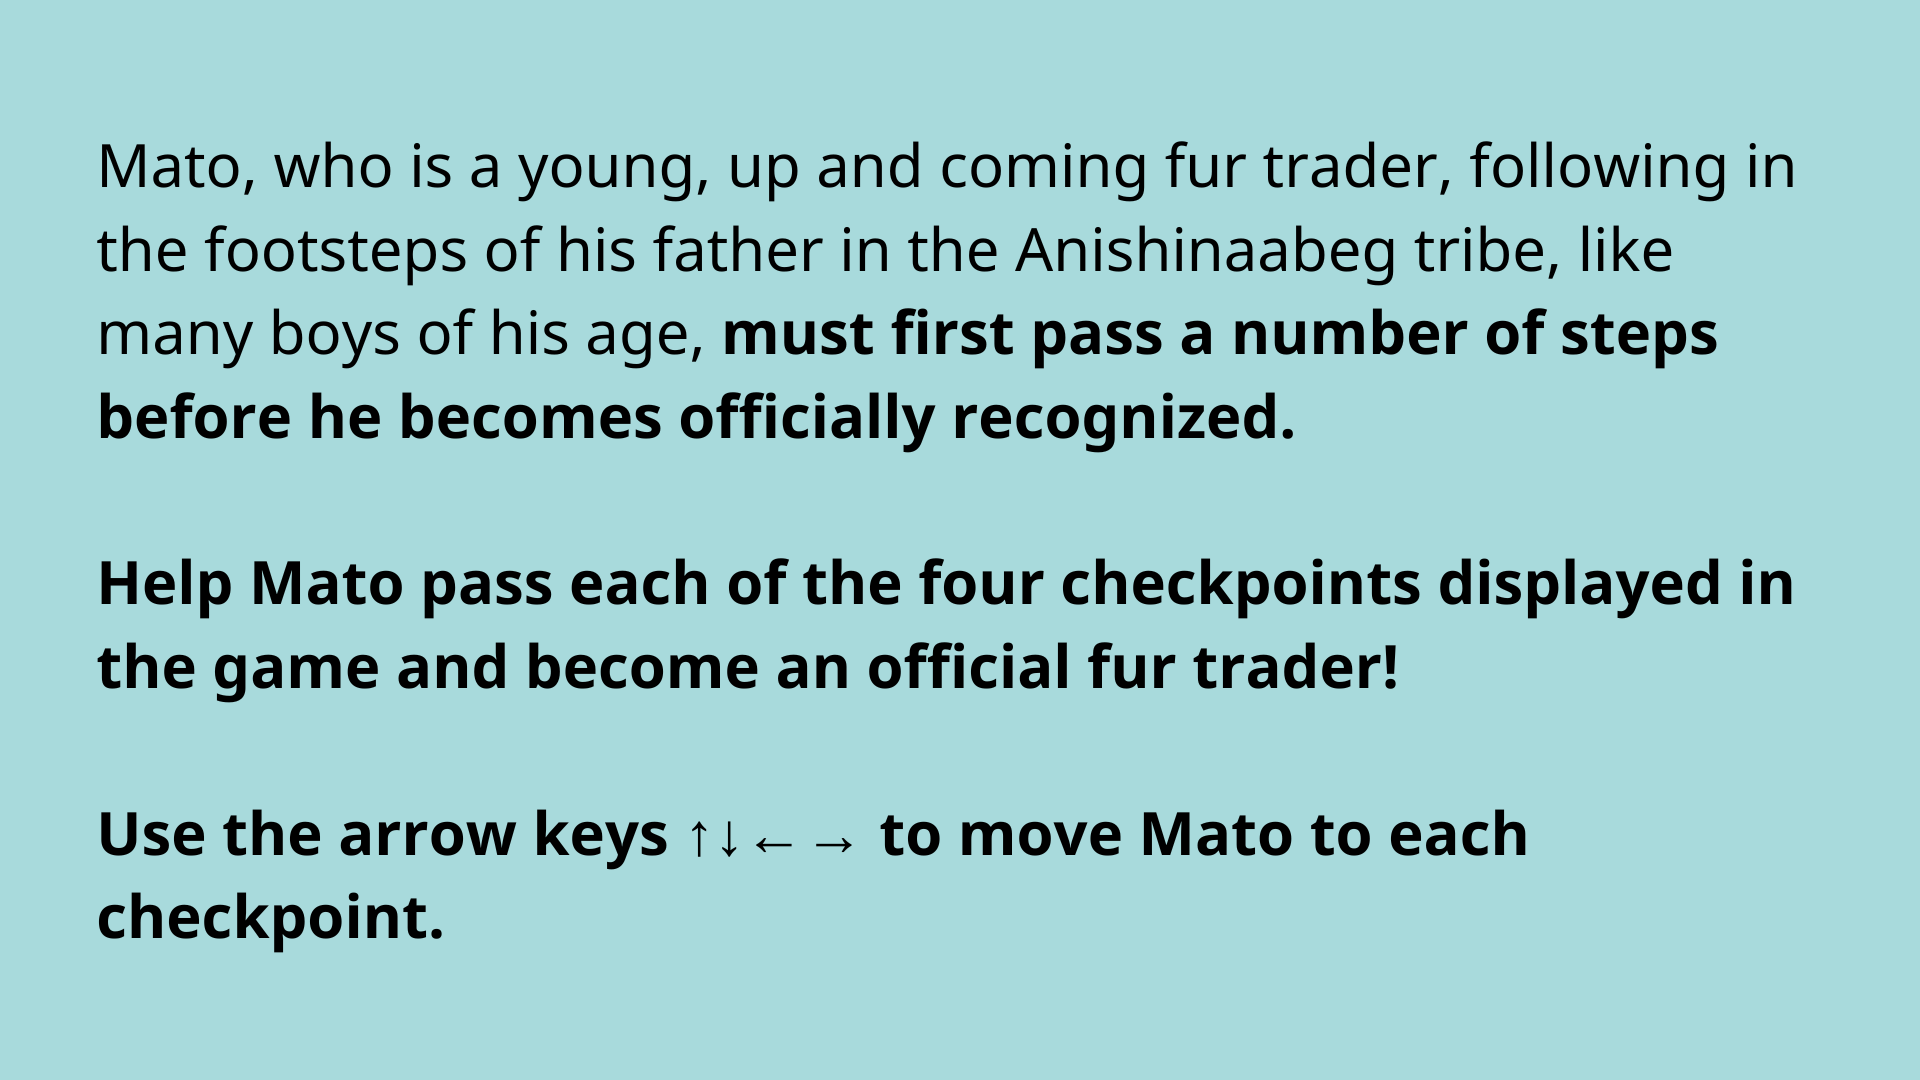 Mato, who is a young, up and coming fur trader, following in
the footsteps of his father in the Anishinaabeg tribe, like
many boys of his age, must first pass a number of steps
before he becomes officially recognized.
Help Mato pass each of the four checkpoints displayed in
the game and become an official fur trader!
Use the arrow keys ↑↓←→ to move Mato to each
checkpoint.